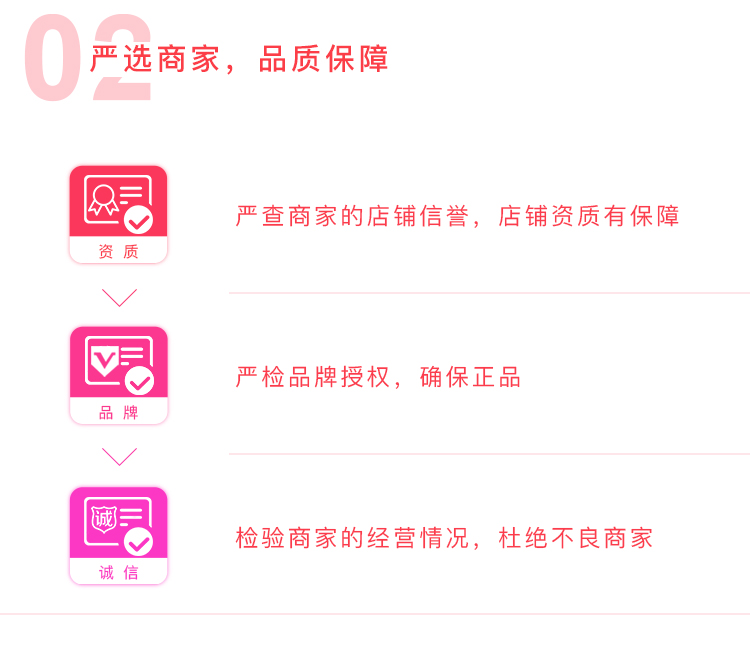 02
严选商家，品质保障
资质
严查商家的店铺信誉，店铺资质有保障
品牌
严检品牌授权，确保正品
诚
诚信
检验商家的经营情况，杜绝不良商家